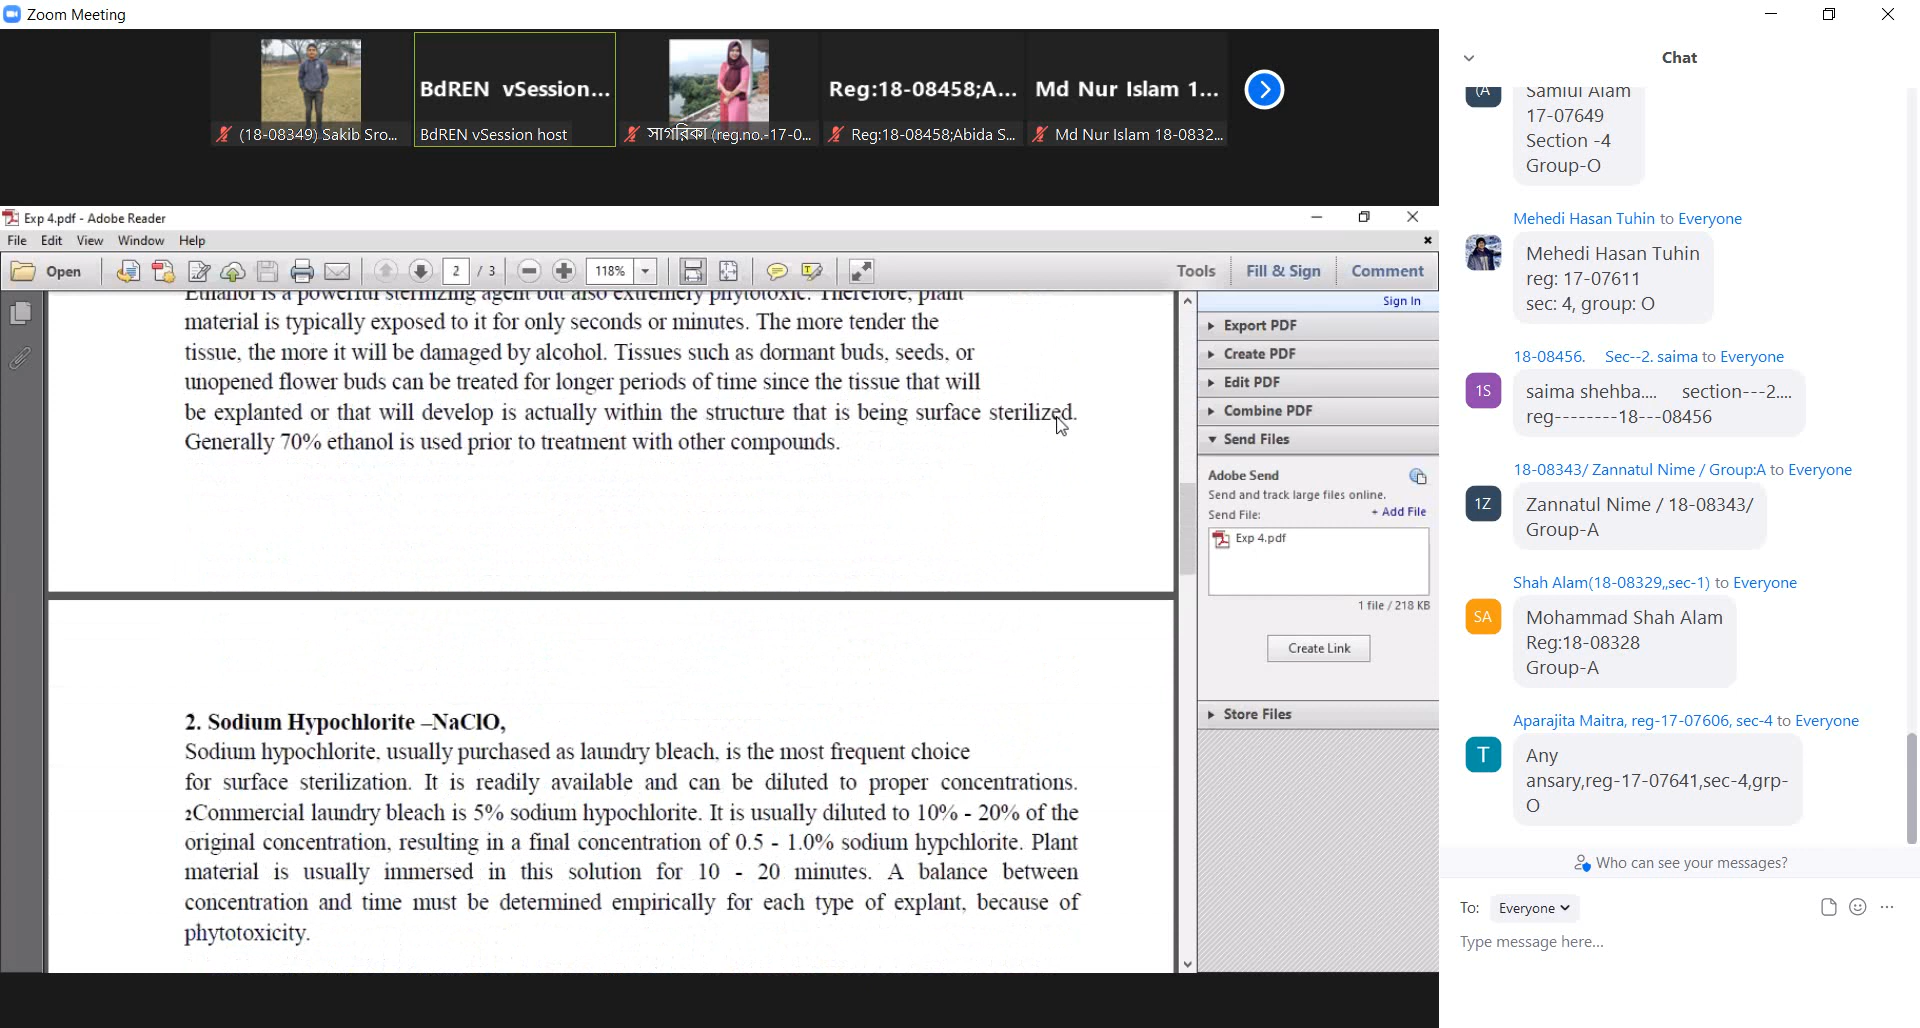 Zoom Meeting
BdREN vSession...
Reg:18-08458;A...
Md Nur Islam 1...
(18-08349) Sakib Sro...
BdREN vSession host
সাগরিকা (reg.no.-17-0...
Reg:18-08458;Abida S...
Md Nur Islam 18-0832...
Exp 4.pdf - Adobe Reader
File Edit View Window Help
Open
2 / 3
118%
Tools
Fill & Sign
Comment
Ethanol is a powerful sterilizing agent but also extremely phytotoxic. Therefore, plant
material is typically exposed to it for only seconds or minutes. The more tender the
tissue, the more it will be damaged by alcohol. Tissues such as dormant buds, seeds, or
unopened flower buds can be treated for longer periods of time since the tissue that will
be explanted or that will develop is actually within the structure that is being surface sterilized.
Generally 70% ethanol is used prior to treatment with other compounds.
2. Sodium Hypochlorite –NaClO,
Sodium hypochlorite, usually purchased as laundry bleach, is the most frequent choice
for surface sterilization. It is readily available and can be diluted to proper concentrations.
2Commercial laundry bleach is 5% sodium hypochlorite. It is usually diluted to 10% - 20% of the
original concentration, resulting in a final concentration of 0.5 - 1.0% sodium hypchlorite. Plant
material is usually immersed in this solution for 10 - 20 minutes. A balance between
concentration and time must be determined empirically for each type of explant, because of
phytotoxicity.
Sign In
Export PDF
Create PDF
Edit PDF
Combine PDF
Send Files
Adobe Send
Send and track large files online.
Send File:
+ Add File
Exp 4.pdf
1 file / 218 KB
Create Link
Store Files
Chat
(A
Samiul Alam
17-07649
Section -4
Group-O
Mehedi Hasan Tuhin to Everyone
Mehedi Hasan Tuhin
reg: 17-07611
sec: 4, group: O
18-08456. Sec--2. saima to Everyone
1S
saima shehba.... section---2....
reg--------18---08456
18-08343/ Zannatul Nime / Group:A to Everyone
1Z
Zannatul Nime / 18-08343/
Group-A
Shah Alam(18-08329,,sec-1) to Everyone
SA
Mohammad Shah Alam
Reg:18-08328
Group-A
Aparajita Maitra, reg-17-07606, sec-4 to Everyone
T
Any
ansary,reg-17-07641,sec-4,grp-
O
Who can see your messages?
To: Everyone
Type message here...